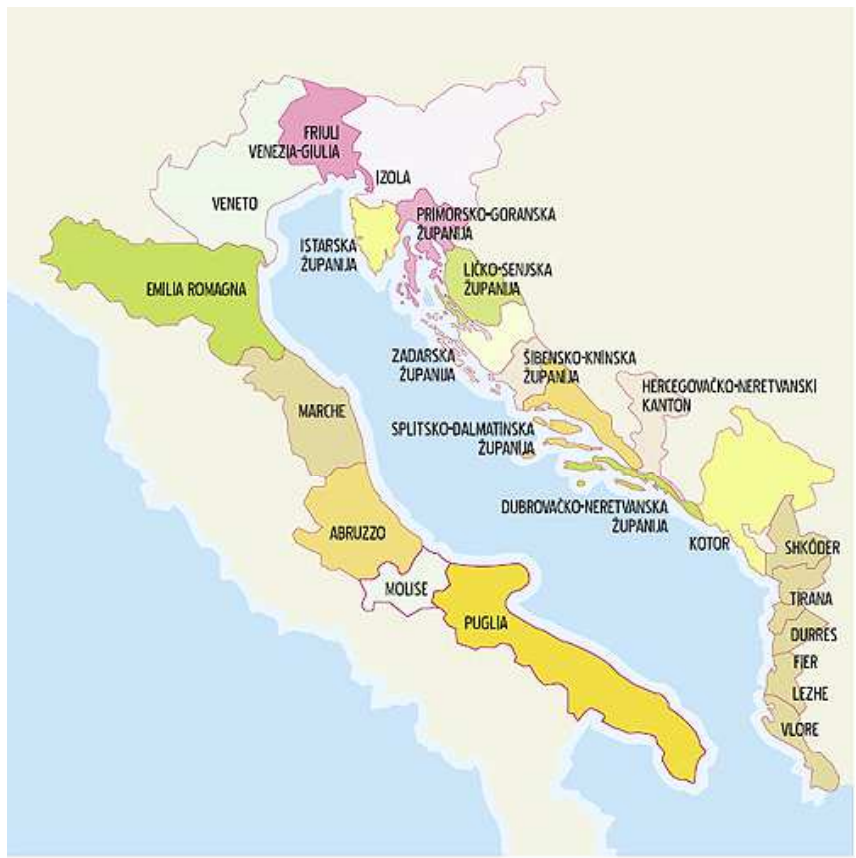 FRIULI
VENEZIA-GIULIA
IZOLA
VENETO
PRIMORSKO-GORANSKA
ŽUPANIJA
ISTARSKA
ŽUPANIJA
LIČKO-SENJSKA
ŽUPANIJA
EMILIA ROMAGNA
ZADARSKA
ŽUPANIJA
ŠIBENSKO-KNINSKA
ŽUPANIJA
HERCEGOVAČKO-NERETVANSKI
KANTON
MARCHE
SPLITSKO-DALMATINSKA
ŽUPANIJA
DUBROVAČKO-NERETVANSKA
ŽUPANIJA
ABRUZZO
KOTOR
SHKÖDER
MOLISE
TIRANA
PUGLIA
DURRES
FIER
LEZHE
VLORE